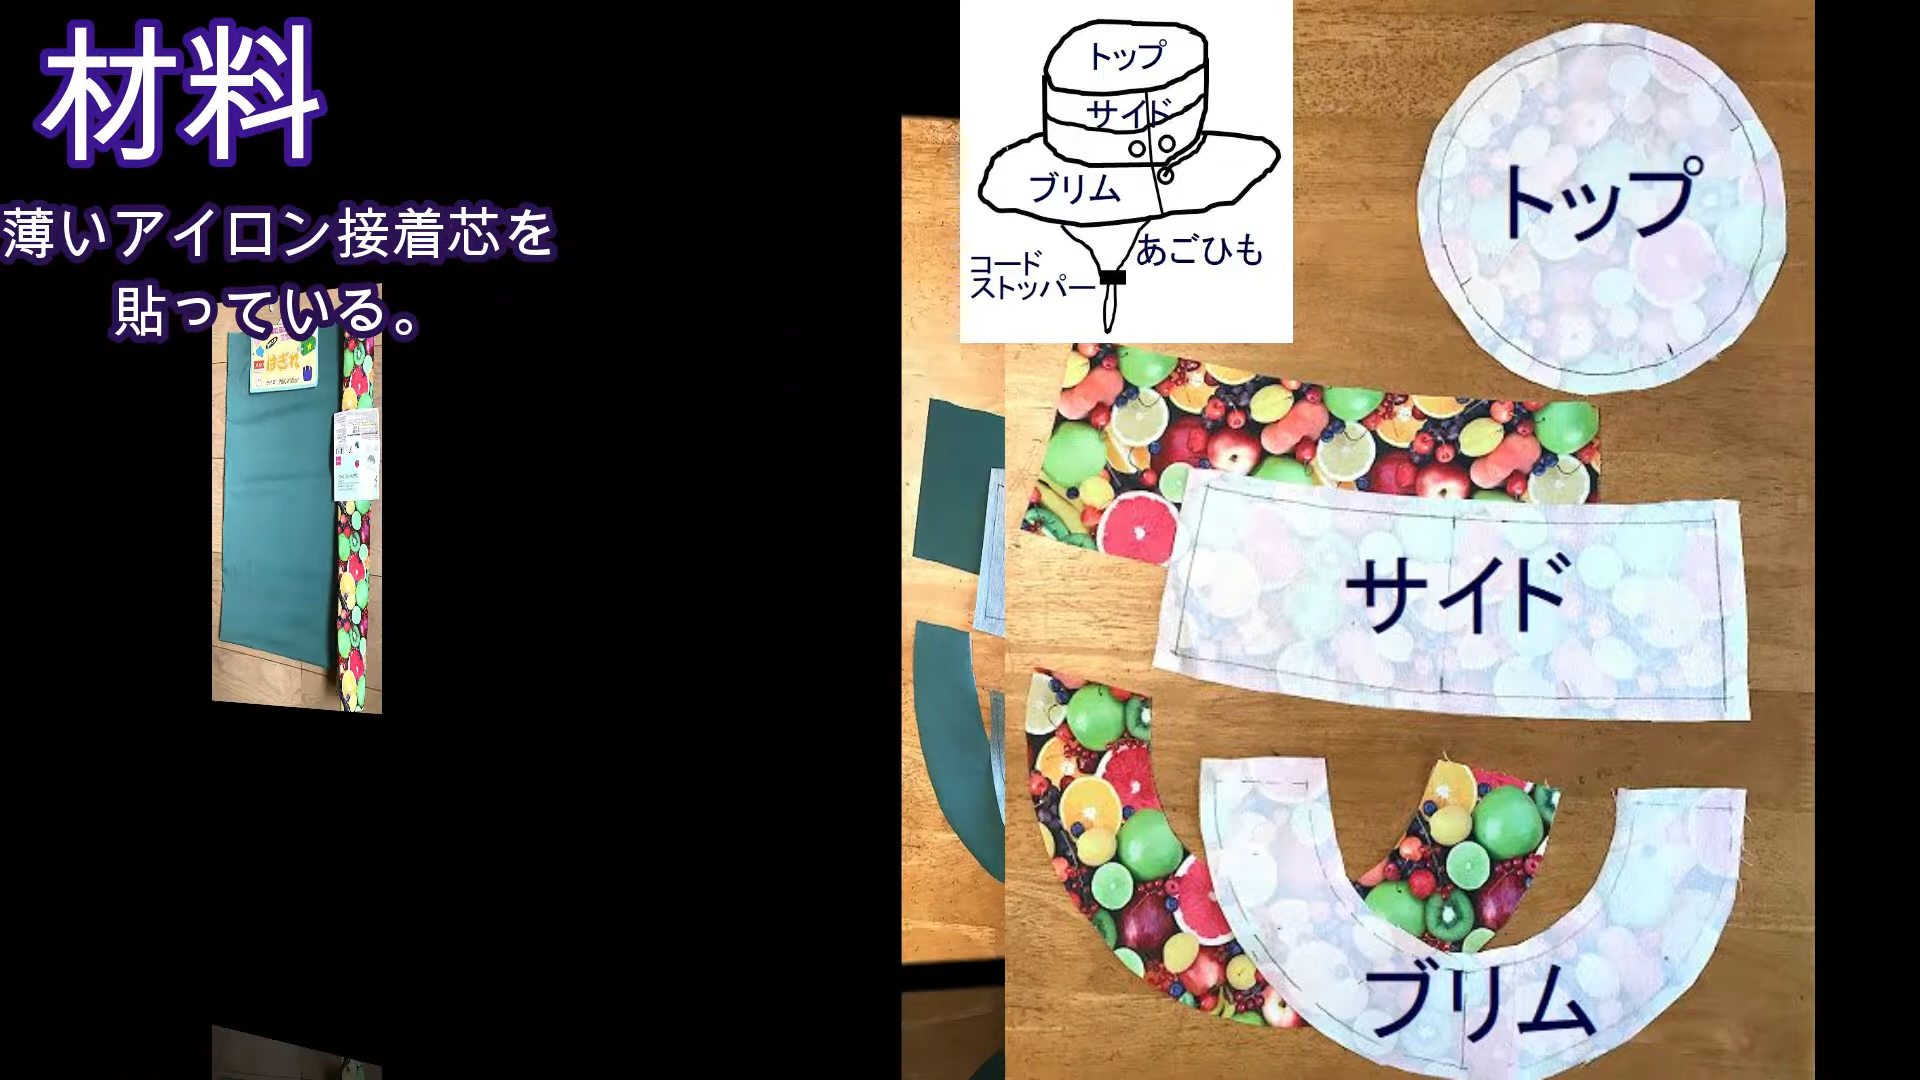 材料
薄いアイロン接着芯を
貼っている。
はぎれ
トップ
サイド
ブリム
あごひも
コード
ストッパー
トップ
サイド
ブリム